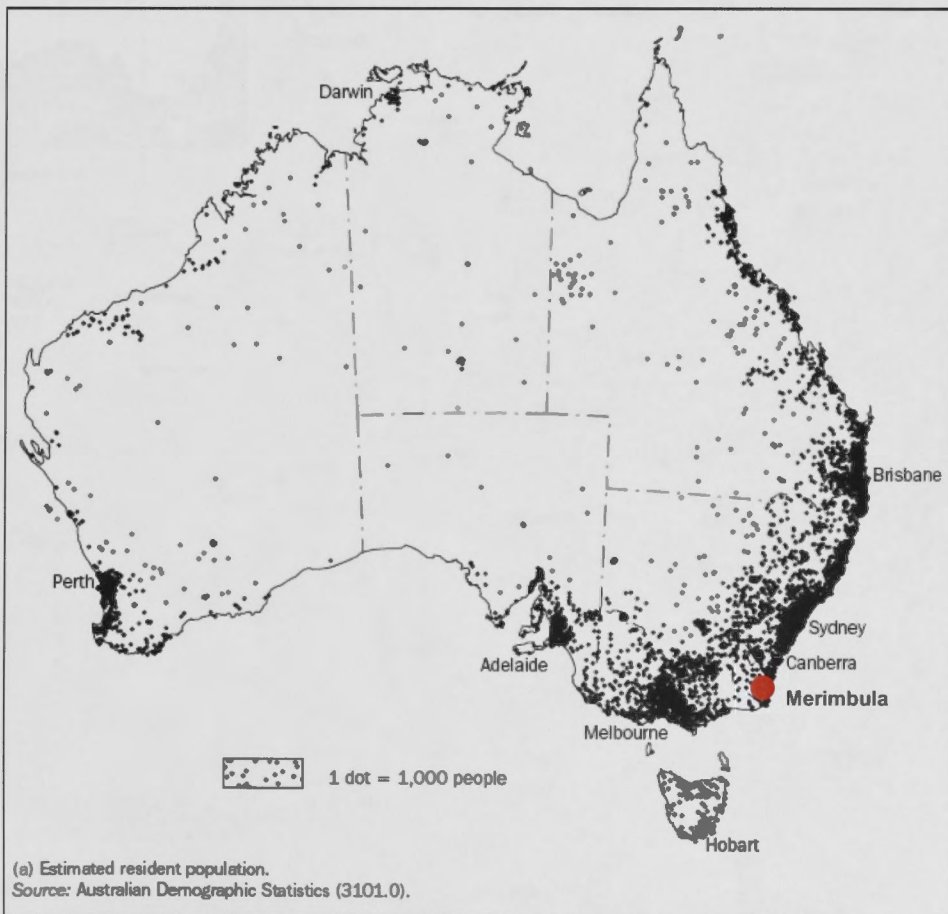 Darwin
Brisbane
Perth
Sydney
Adelaide
Canberra
Merimbula
Melbourne
1 dot = 1,000 people
Hobart
(a) Estimated resident population.
Source: Australian Demographic Statistics (3101.0).